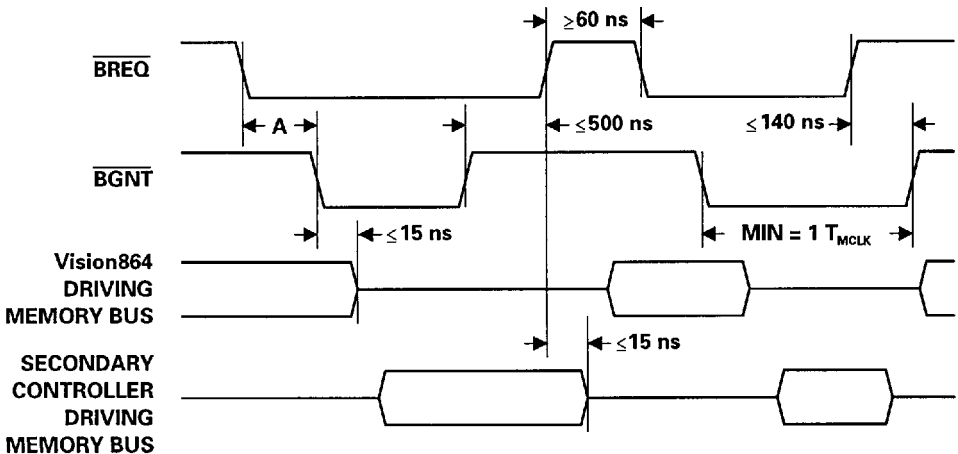 ≥60 ns
BREQ
A
≤500 ns
≤140 ns
BGNT
≤15 ns
MIN = 1 TMCLK
Vision864
DRIVING
MEMORY BUS
≤15 ns
SECONDARY
CONTROLLER
DRIVING
MEMORY BUS